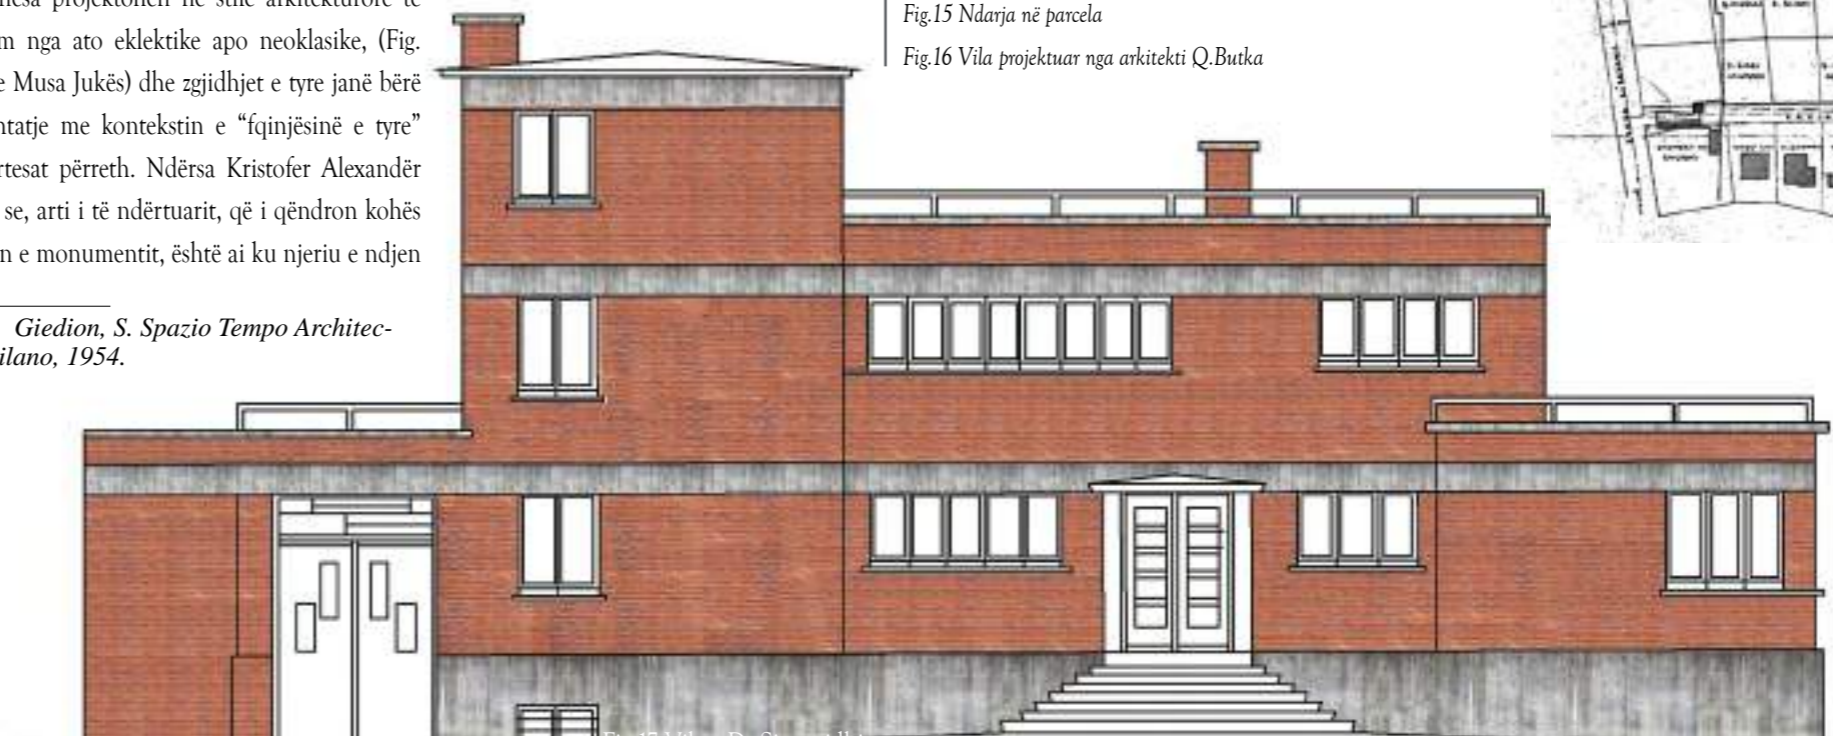 projektohen në stile arkitekturore të
nga ato eklektike apo neoklasike, (Fig.
e Musa Jukës) dhe zgjidhjet e tyre janë bërë
me kontekstin e “fqinjësinë e tyre”
përreth. Ndërsa Kristofer Alexandër
se, arti i të ndërtuarit, që i qëndron kohës
e monumentit, është ai ku njeriu e ndjen
Giedion, S. Spazio Tempo Architec-
ilano, 1954.
Fig.15 Ndarja në parcela
Fig.16 Vila projektuar nga arkitekti Q.Butka